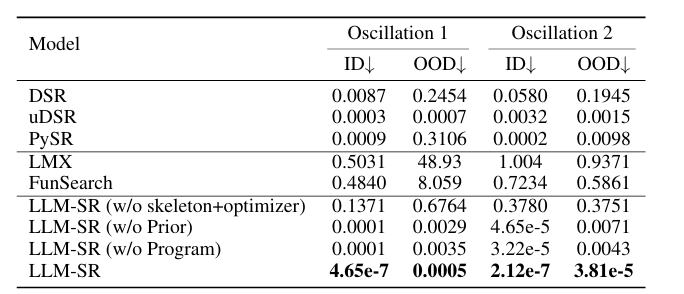 Model Oscillation 1 Oscillation 2
ID↓ OOD↓ ID↓ OOD↓
DSR 0.0087 0.2454 0.0580 0.1945
uDSR 0.0003 0.0007 0.0032 0.0015
PySR 0.0009 0.3106 0.0002 0.0098
LMX 0.5031 48.93 1.004 0.9371
FunSearch 0.4840 8.059 0.7234 0.5861
LLM-SR (w/o skeleton+optimizer) 0.1371 0.6764 0.3780 0.3751
LLM-SR (w/o Prior) 0.0001 0.0029 4.65e-5 0.0071
LLM-SR (w/o Program) 0.0001 0.0035 3.22e-5 0.0043
LLM-SR 4.65e-7 0.0005 2.12e-7 3.81e-5